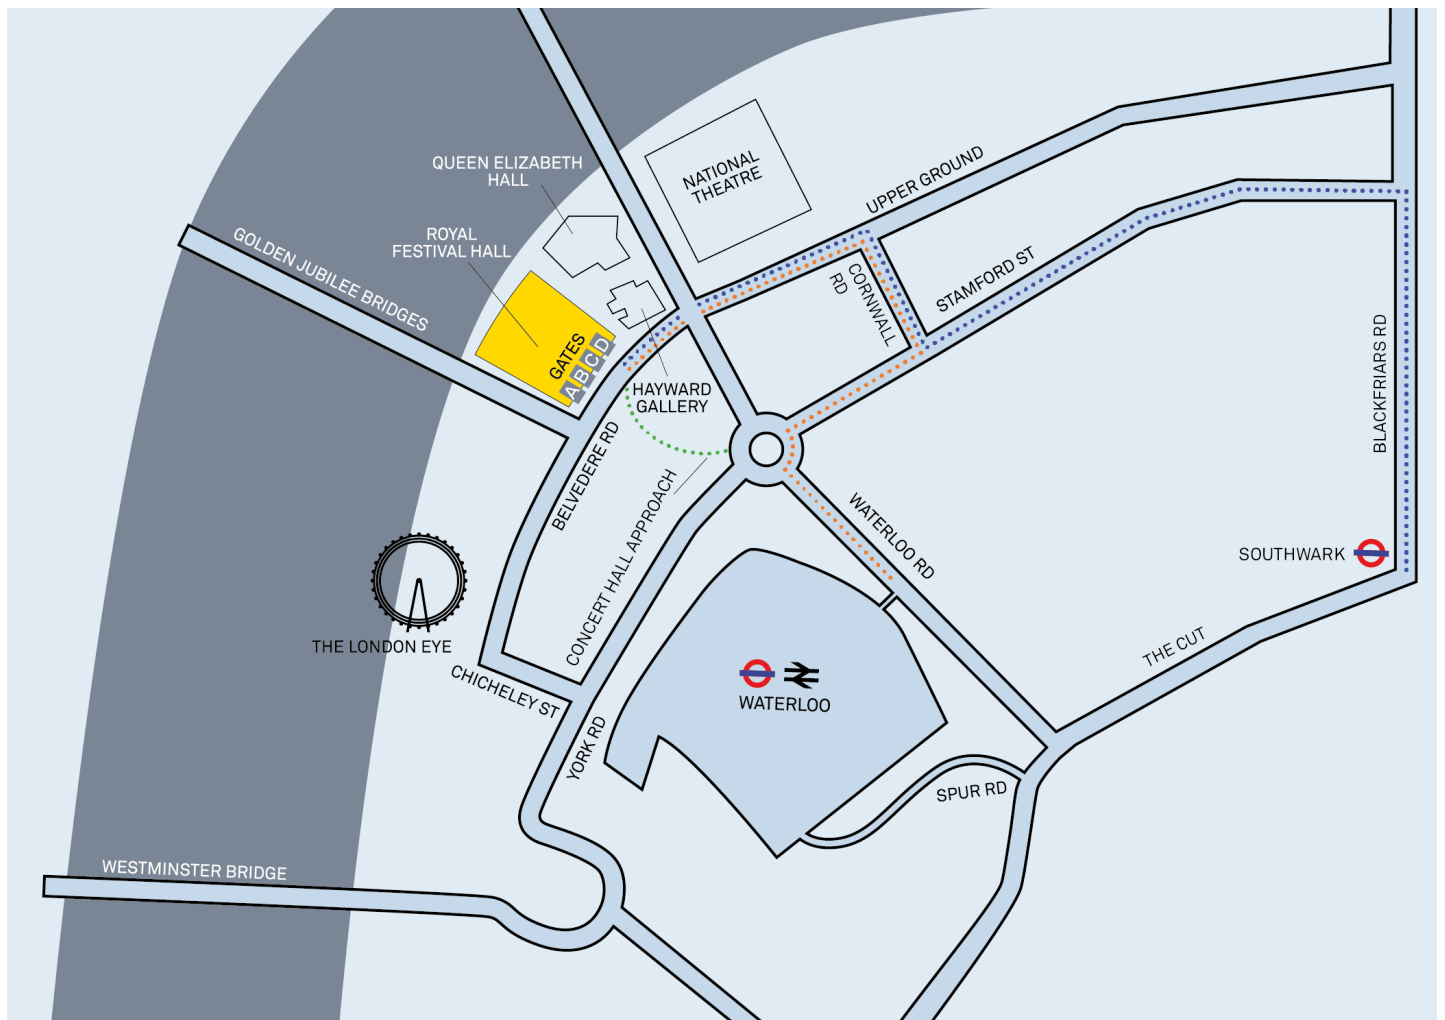 QUEEN ELIZABETH
HALL
NATIONAL
THEATRE
UPPER GROUND
ROYAL
FESTIVAL HALL
GOLDEN JUBILEE BRIDGES
CORNWALL
RD
STAMFORD ST
GATES
A B C D
HAYWARD
GALLERY
BLACKFRIARS RD
BELVEDERE RD
CONCERT HALL APPROACH
WATERLOO RD
SOUTHWARK
THE LONDON EYE
THE CUT
CHICHELEY ST
WATERLOO
YORK RD
SPUR RD
WESTMINSTER BRIDGE